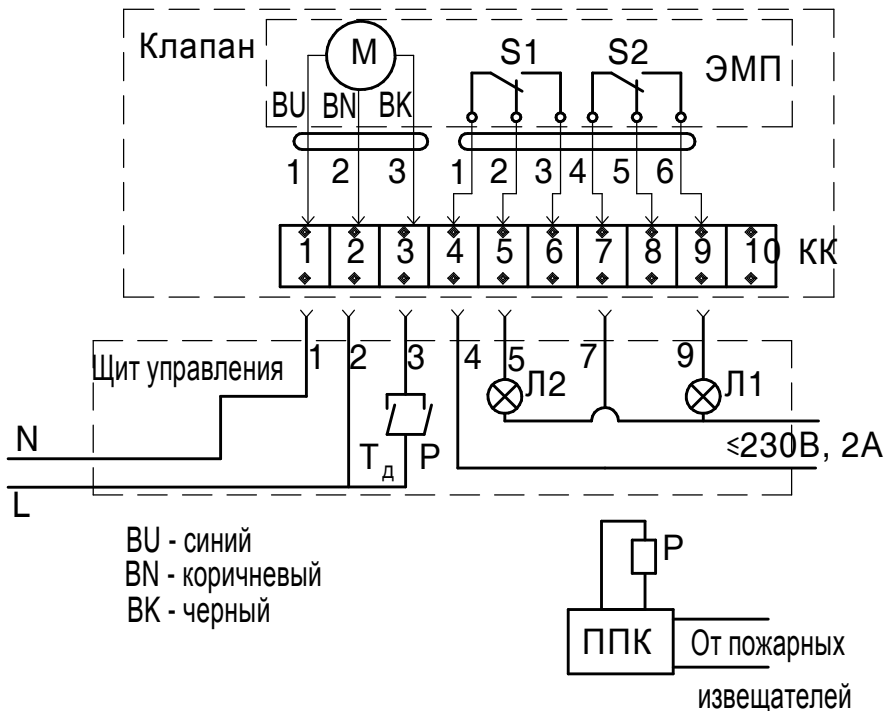 Клапан
M
S1
S2
ЭМП
BU
BN
BK
1
2
3
1
2
3
4
5
6
1
2
3
4
5
6
7
8
9
10
КК
Щит управления
1
2
3
4
5
7
9
Л2
Л1
N
L
Tд
P
≤230В, 2А
BU - синий
BN - коричневый
BK - черный
P
ППК
От пожарных
извещателей